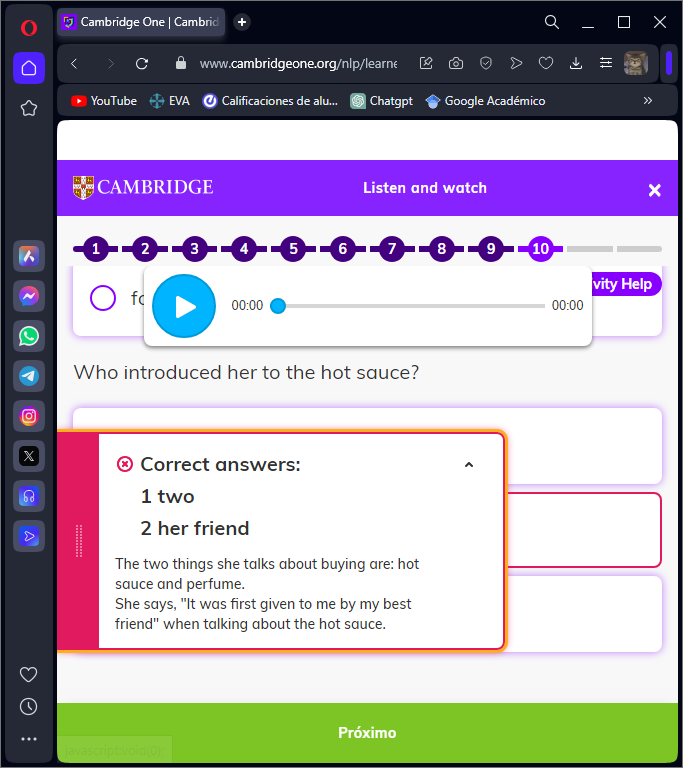 Cambridge One | Cambrid
www.cambridgeone.org/nlp/learne
YouTube
EVA
Calificaciones de alu...
Chatgpt
Google Académico
CAMBRIDGE
Listen and watch
1 2 3 4 5 6 7 8 9 10
fo
00:00
00:00
vity Help
Who introduced her to the hot sauce?
Correct answers:
1 two
2 her friend
The two things she talks about buying are: hot
sauce and perfume.
She says, "It was first given to me by my best
friend" when talking about the hot sauce.
Próximo
javascript:void(0)